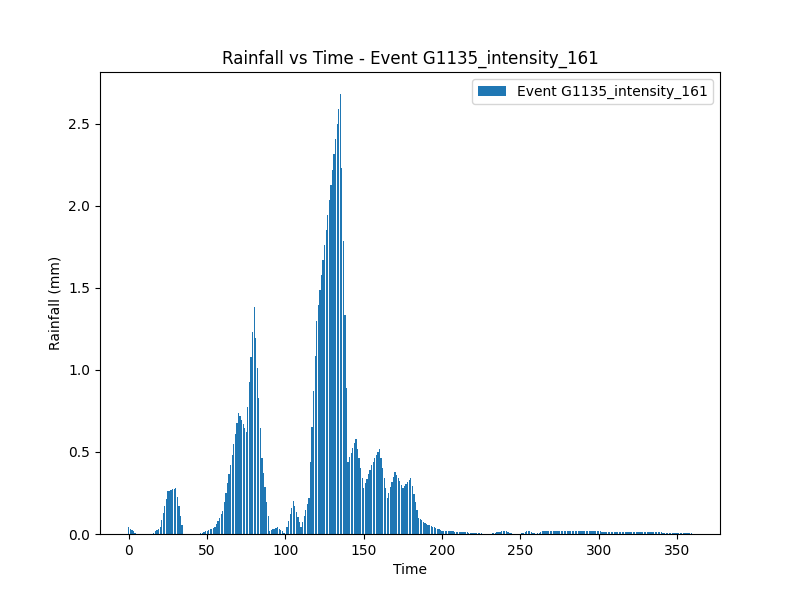 Rainfall vs Time - Event G1135_intensity_161
Event G1135_intensity_161
2.5
2.0
1.5
1.0
0.5
0.0
Rainfall (mm)
0 50 100 150 200 250 300 350
Time